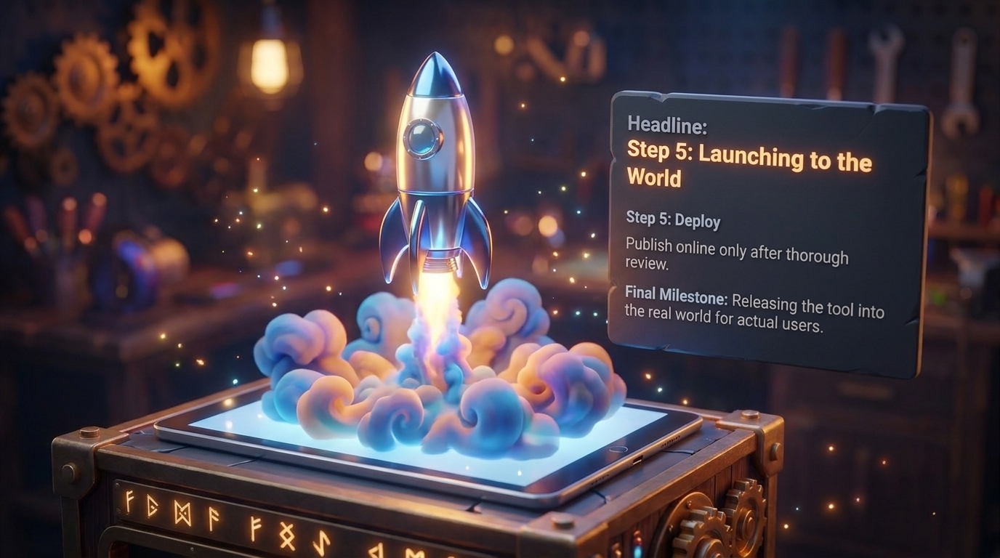 Headline:
Step 5: Launching to the
World
Step 5: Deploy
Publish online only after thorough
review.
Final Milestone: Releasing the tool into
the real world for actual users.